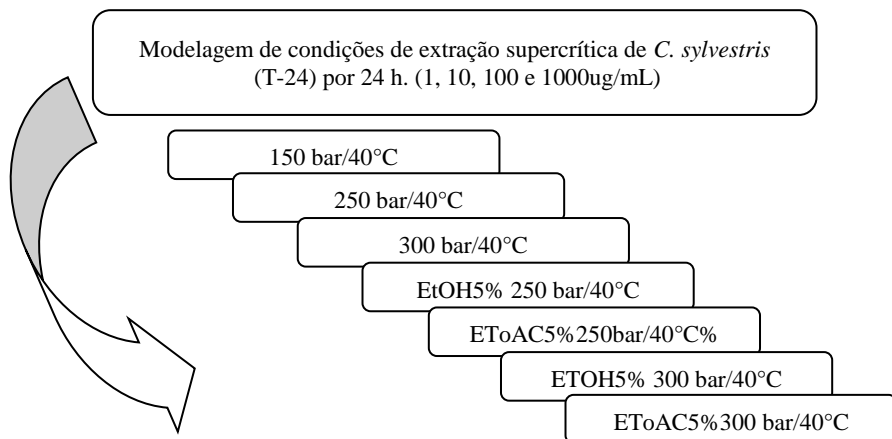 Modelagem de condições de extração supercrítica de C. sylvestris
(T-24) por 24 h. (1, 10, 100 e 1000ug/mL)
150 bar/40°C
250 bar/40°C
300 bar/40°C
EtOH5% 250 bar/40°C
EToAC5%250bar/40°C%
ETOH5% 300 bar/40°C
EToAC5%300 bar/40°C